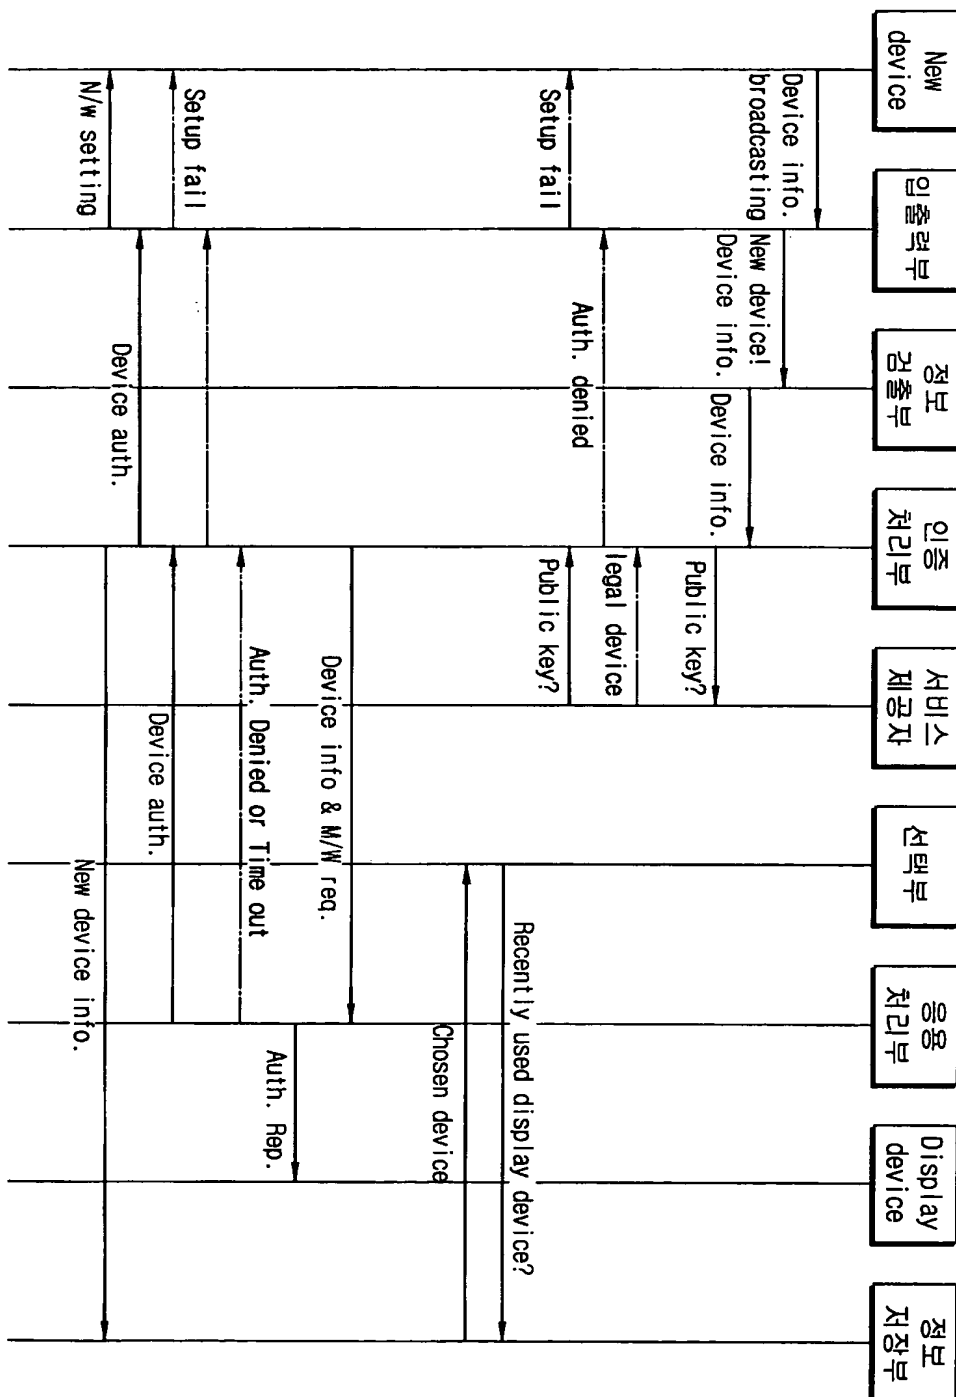 New
device
입출력부
정보
검출부
인증
처리부
서비스
제공자
선택부
응용
처리부
Display
device
정보
저장부
Device info.
broadcasting
New device!
Device info.
Device info.
Public key?
legal device
Public key?
Auth. denied
Setup fail
Recently used display device?
Chosen device
Device info & M/W req.
Auth. Rep.
Auth. Denied or Time out
Setup fail
Device auth.
Device auth.
N/W setting
New device info.